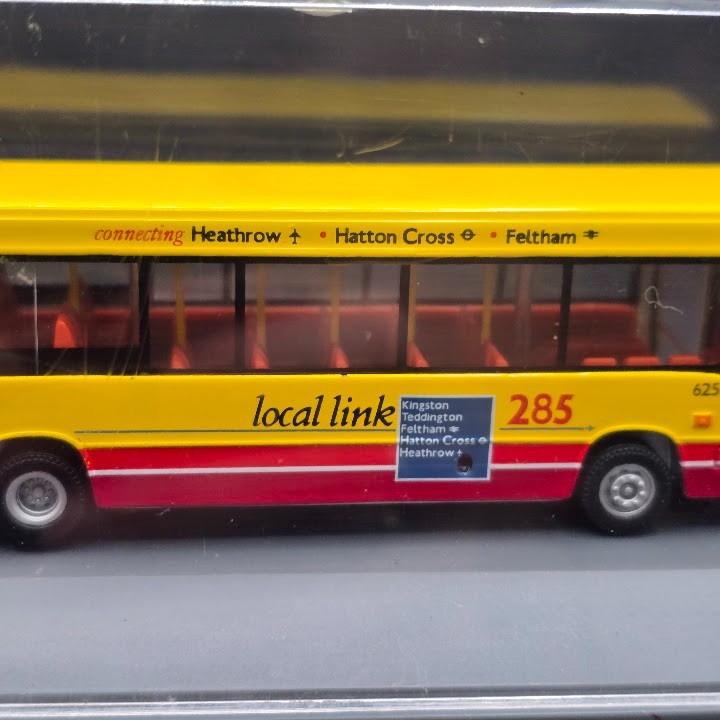 connecting Heathrow • Hatton Cross • Feltham
local link
Kingston
Teddington
Feltham
Hatton Cross
Heathrow
285
625